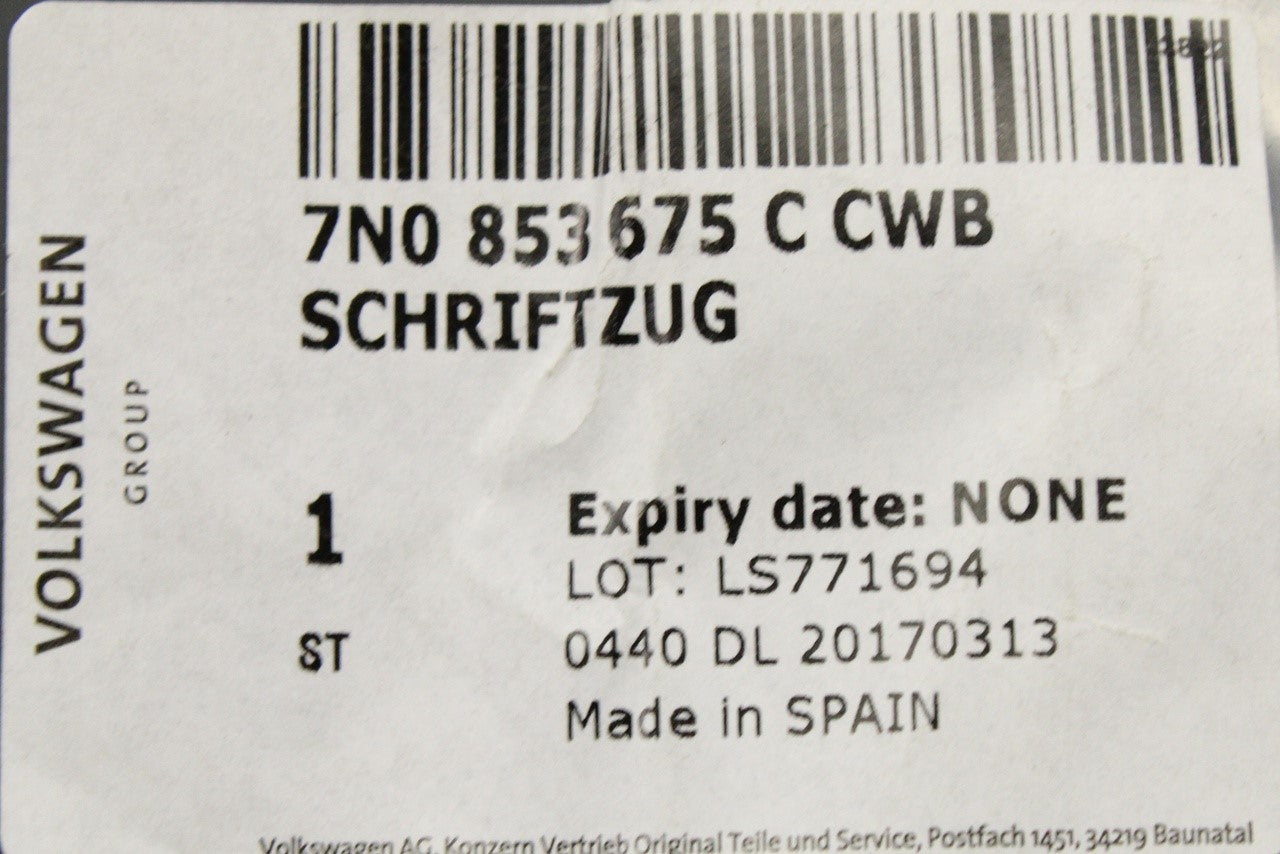 7N0 853 675 C CWB
SCHRIFTZUG
VOLKSWAGEN
GROUP
1
ST
Expiry date: NONE
LOT: LS771694
0440 DL 20170313
Made in SPAIN
Volkswagen AG, Konzern Vertrieb Original Teile und Service, Postfach 1451, 34219 Baunatal